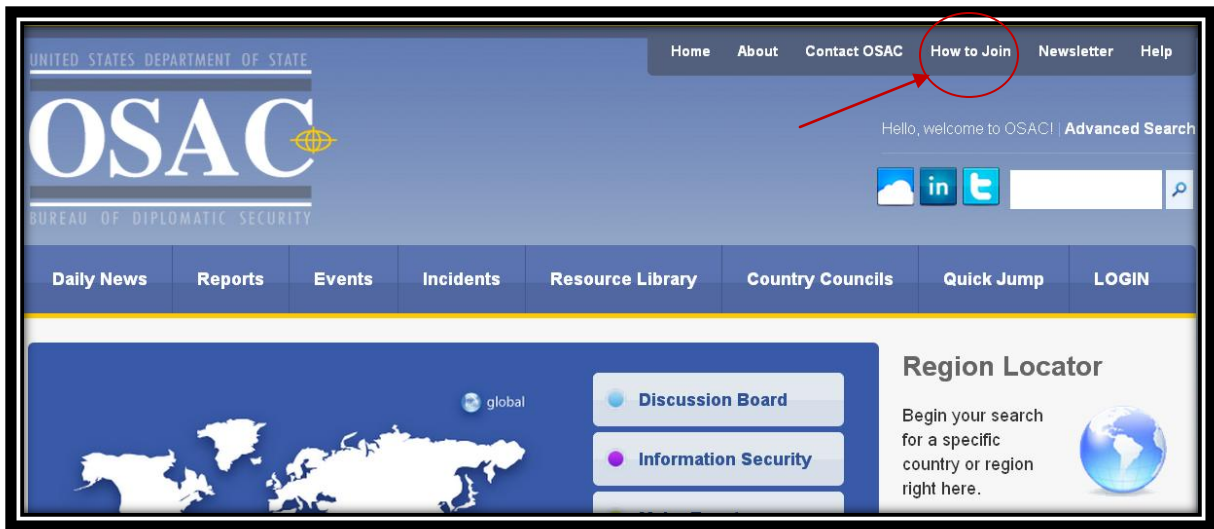 Home About Contact OSAC How to Join Newsletter Help
UNITED STATES DEPARTMENT OF STATE
OSAC
BUREAU OF DIPLOMATIC SECURITY
Hello, welcome to OSAC! | Advanced Search
in t
Daily News Reports Events Incidents Resource Library Country Councils Quick Jump LOGIN
global
Discussion Board
Information Security
Region Locator
Begin your search
for a specific
country or region
right here.